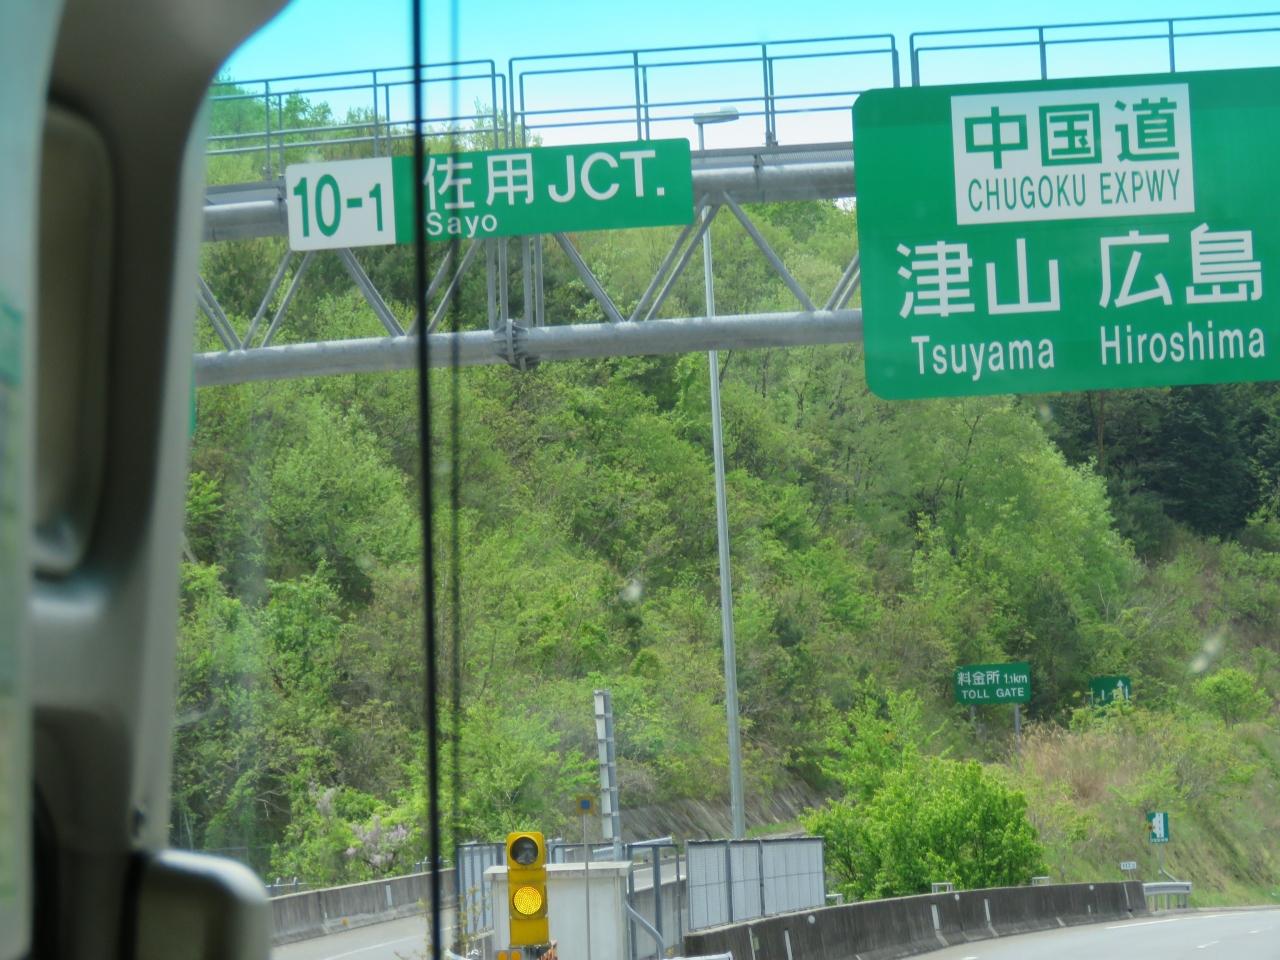 10-1 佐用 JCT.
Sayo
中国道
CHUGOKU EXPWY
津山 広島
Tsuyama Hiroshima
料金所 1.1km
TOLL GATE